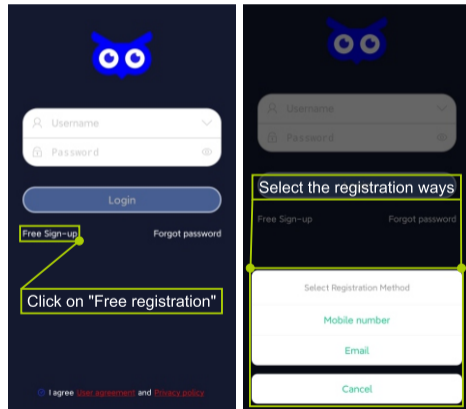 Username
Password
Login
Free Sign-up
Forgot password
Click on "Free registration"
I agree User agreement and Privacy policy
Username
Password
Select the registration ways
Free Sign-up
Forgot password
Select Registration Method
Mobile number
Email
Cancel